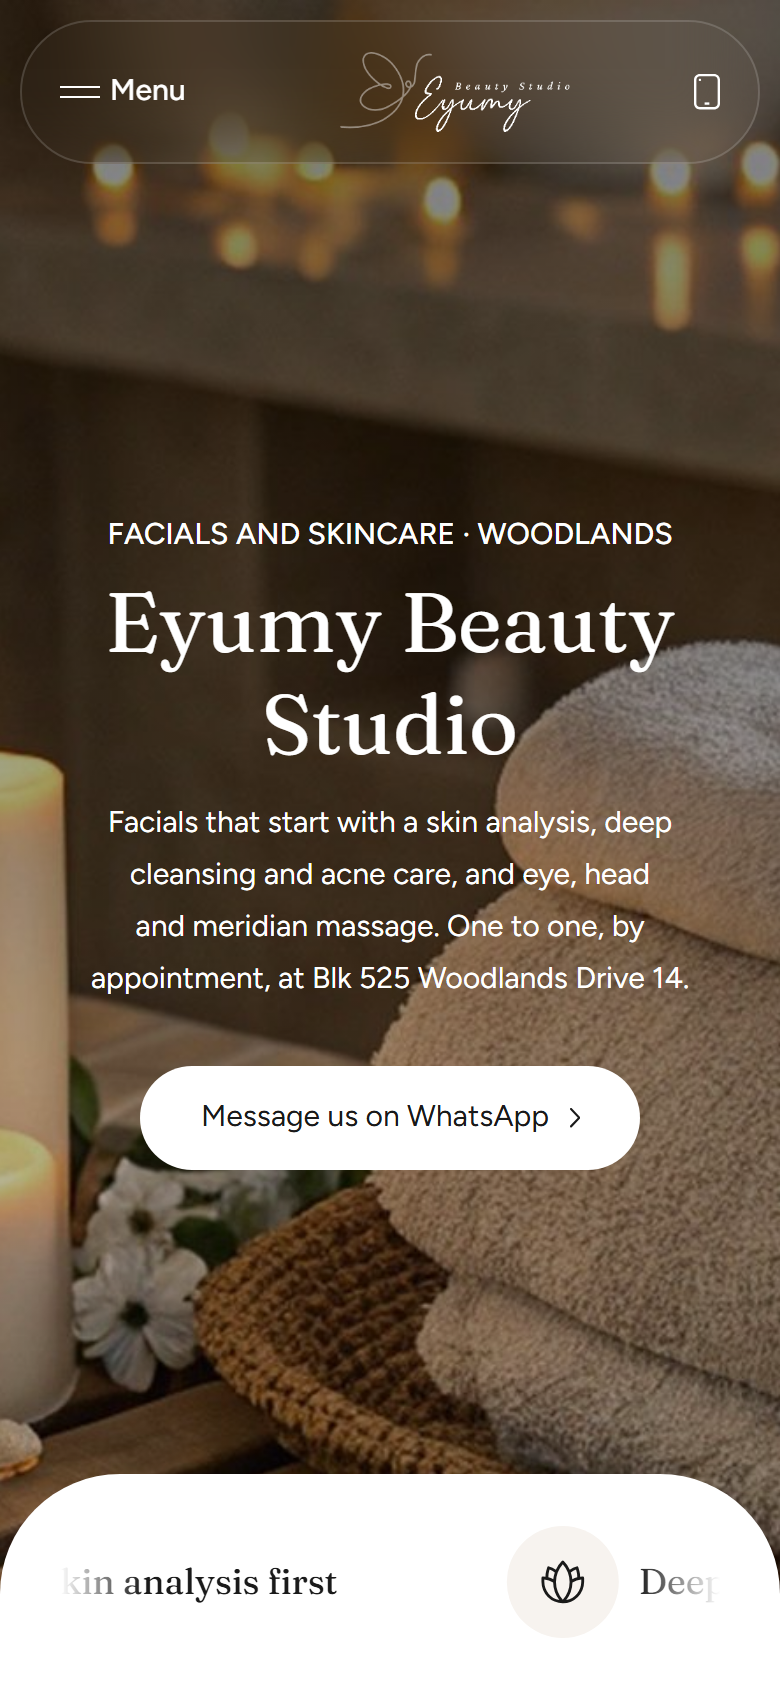 Menu
Beauty Studio
Eyumy
FACIALS AND SKINCARE · WOODLANDS
Eyumy Beauty
Studio
Facials that start with a skin analysis, deep
cleansing and acne care, and eye, head
and meridian massage. One to one, by
appointment, at Blk 525 Woodlands Drive 14.
Message us on WhatsApp
kin analysis first
Deep